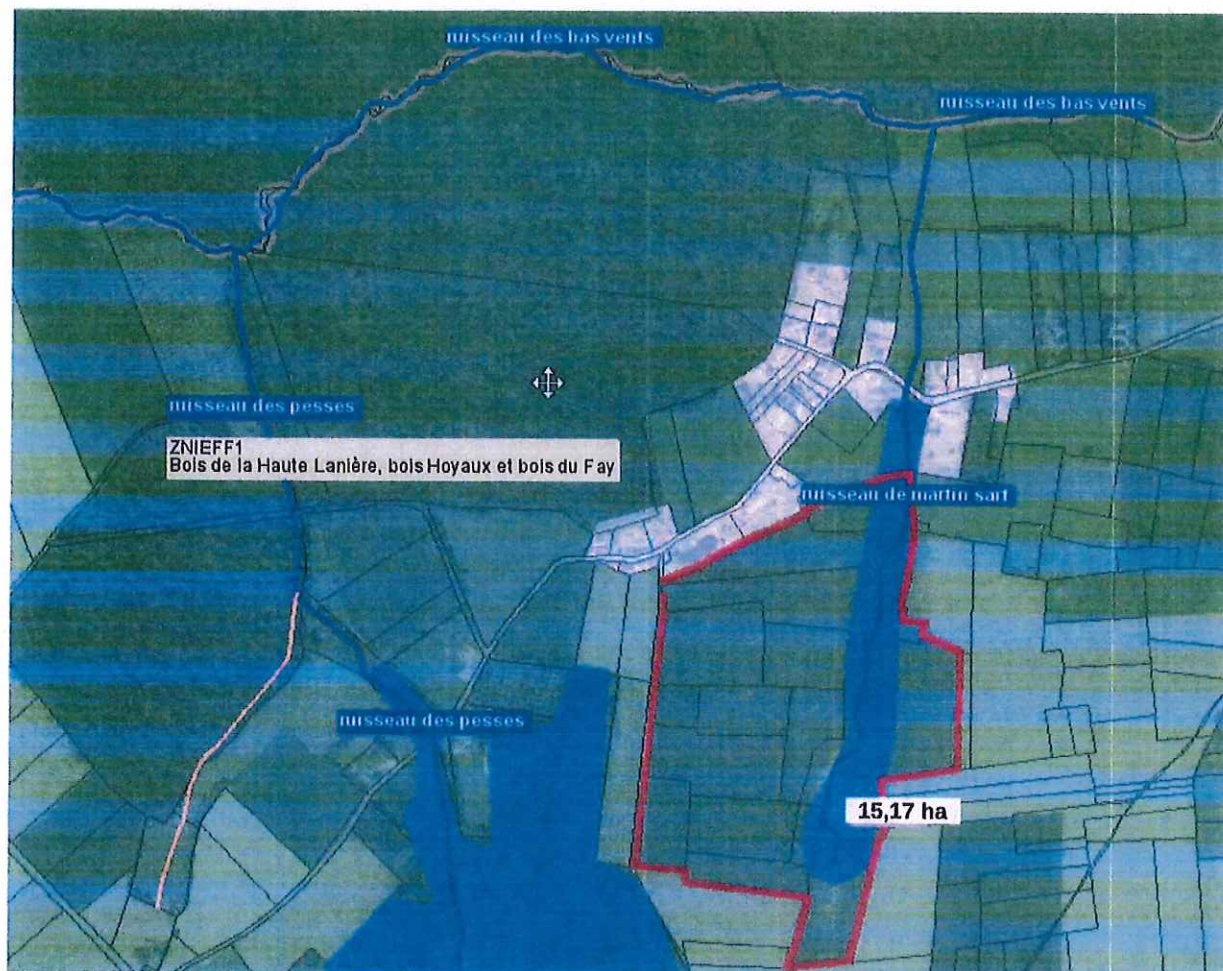 ruisseau des bas vents
ruisseau des bas vents
ruisseau des pesses
ZNIEFF1
Bois de la Haute Lanière, bois Hoyaux et bois du Fay
ruisseau de martin sart
ruisseau des pesses
15,17 ha